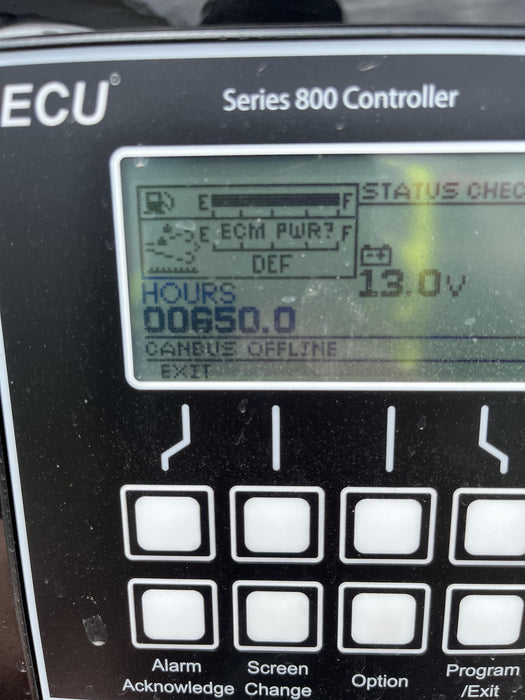 ECU®
Series 800 Controller
E F
STATUS CHEC
E ECM PWR? F
DEF
13.0V
HOURS
00650.0
CANBUS OFFLINE
EXIT
Alarm
Acknowledge
Screen
Change
Option
Program
/Exit